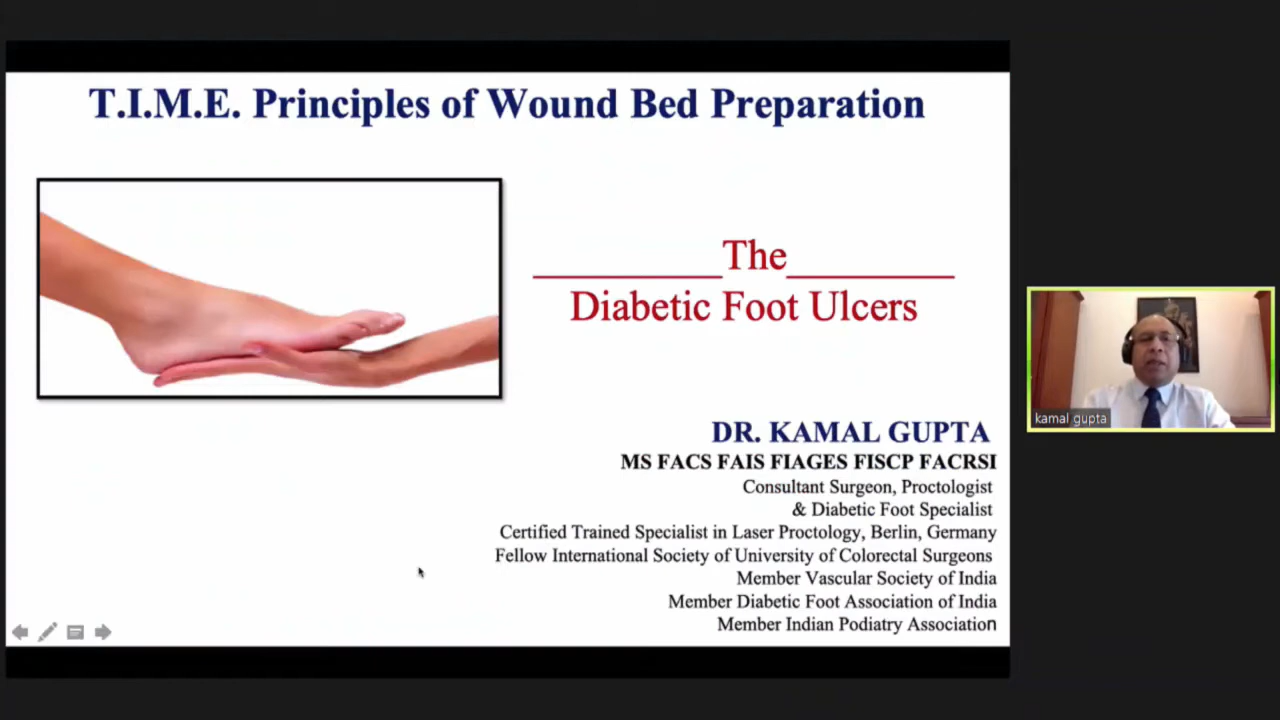 T.I.M.E. Principles of Wound Bed Preparation
The
Diabetic Foot Ulcers
DR. KAMAL GUPTA
MS FACS FAIS FIAGES FISCP FACRSI
Consultant Surgeon, Proctologist
& Diabetic Foot Specialist
Certified Trained Specialist in Laser Proctology, Berlin, Germany
Fellow International Society of University of Colorectal Surgeons
Member Vascular Society of India
Member Diabetic Foot Association of India
Member Indian Podiatry Association
kamal gupta